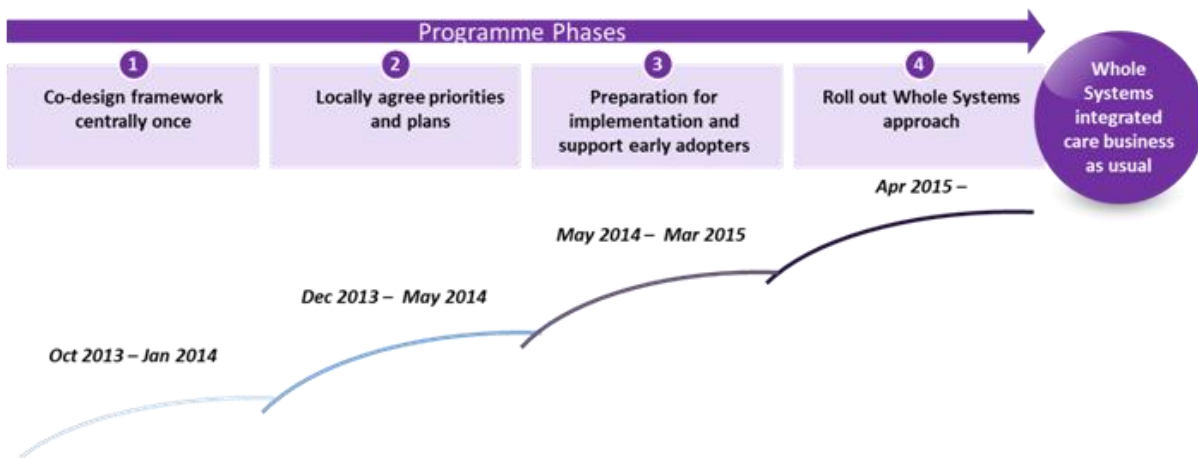 Programme Phases
1
Co-design framework
centrally once
2
Locally agree priorities
and plans
3
Preparation for
implementation and
support early adopters
4
Roll out Whole Systems
approach
Whole
Systems
integrated
care business
as usual
Apr 2015 –
May 2014 – Mar 2015
Dec 2013 – May 2014
Oct 2013 – Jan 2014